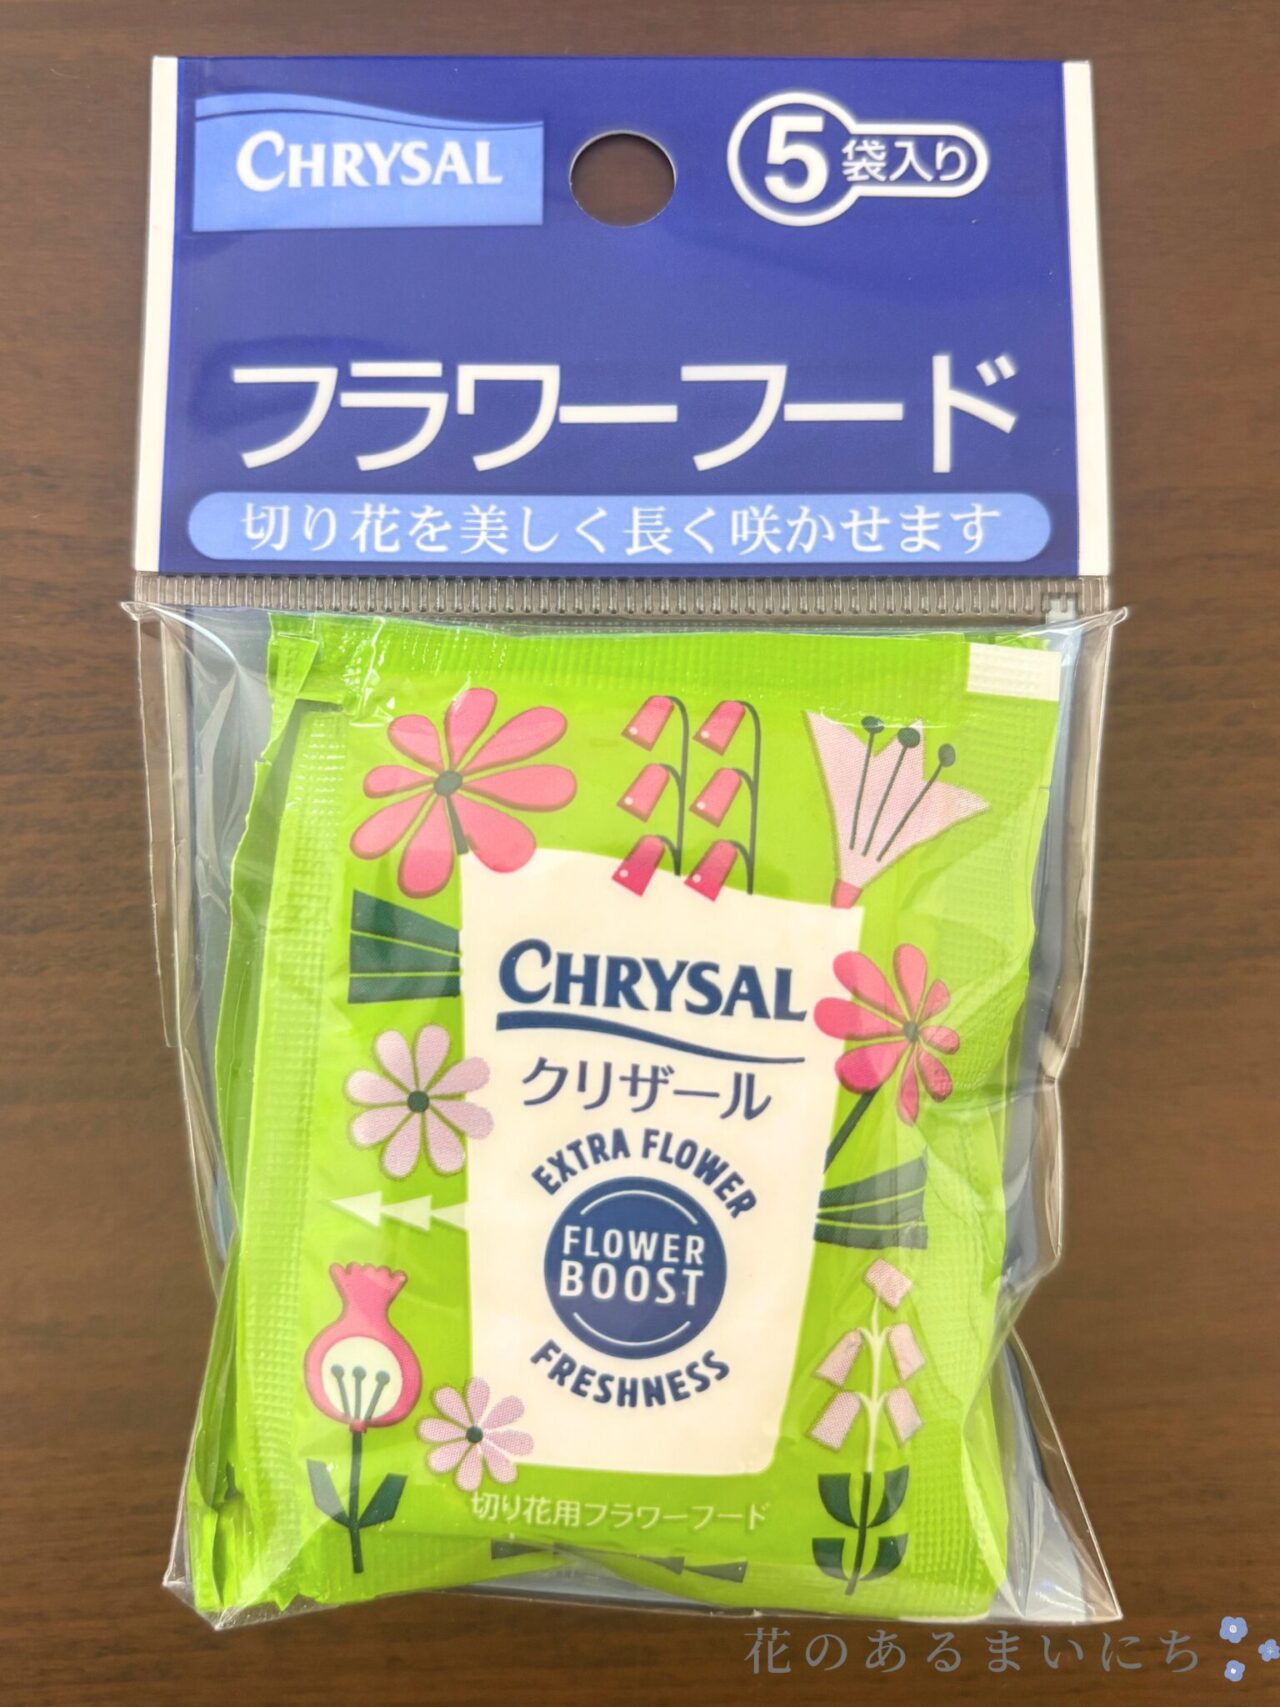 CHRYSAL
5袋入り
フラワーフード
切り花を美しく長く咲かせます
CHRYSAL
クリザール
EXTRA FLOWER
FLOWER
BOOST
FRESHNESS
切り花用フラワーフード
花のあるまいにち